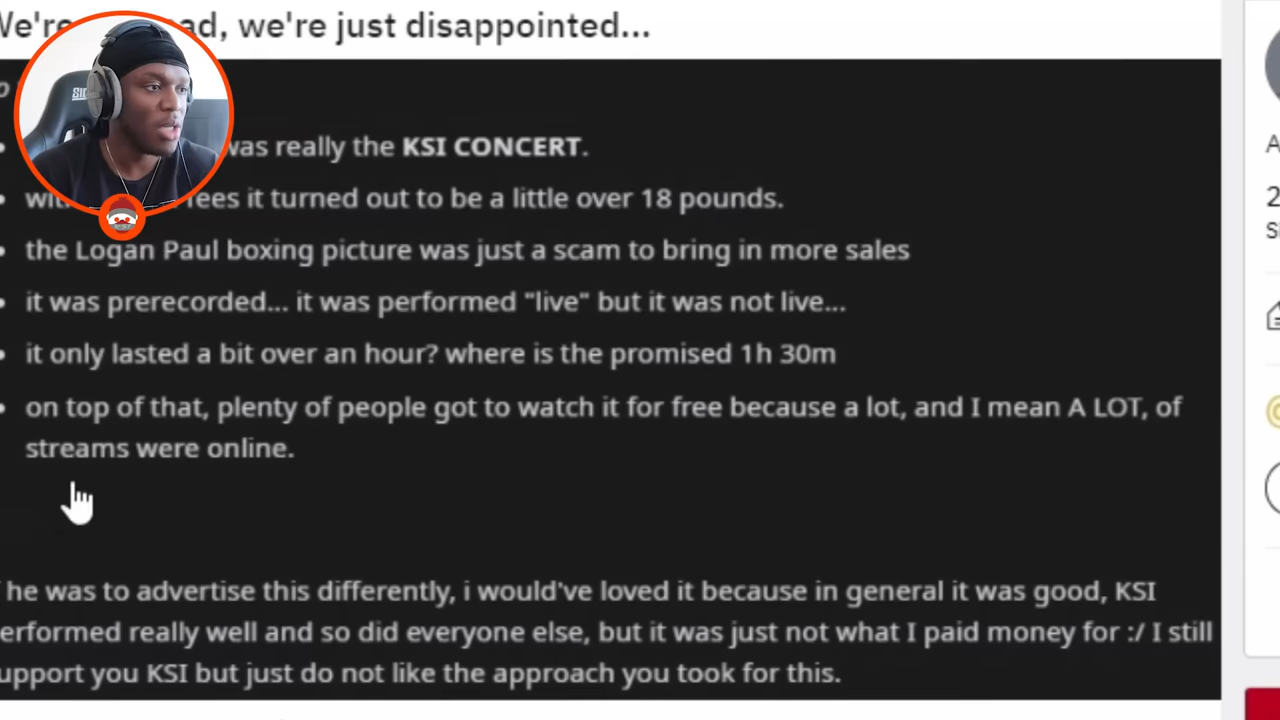 We're ad, we're just disappointed...
was really the KSI CONCERT.
fees it turned out to be a little over 18 pounds.
the Logan Paul boxing picture was just a scam to bring in more sales
it was prerecorded... it was performed "live" but it was not live...
it only lasted a bit over an hour? where is the promised 1h 30m
on top of that, plenty of people got to watch it for free because a lot, and I mean A LOT, of
streams were online.
he was to advertise this differently, i would've loved it because in general it was good, KSI
erformed really well and so did everyone else, but it was just not what I paid money for :/ I still
upport you KSI but just do not like the approach you took for this.